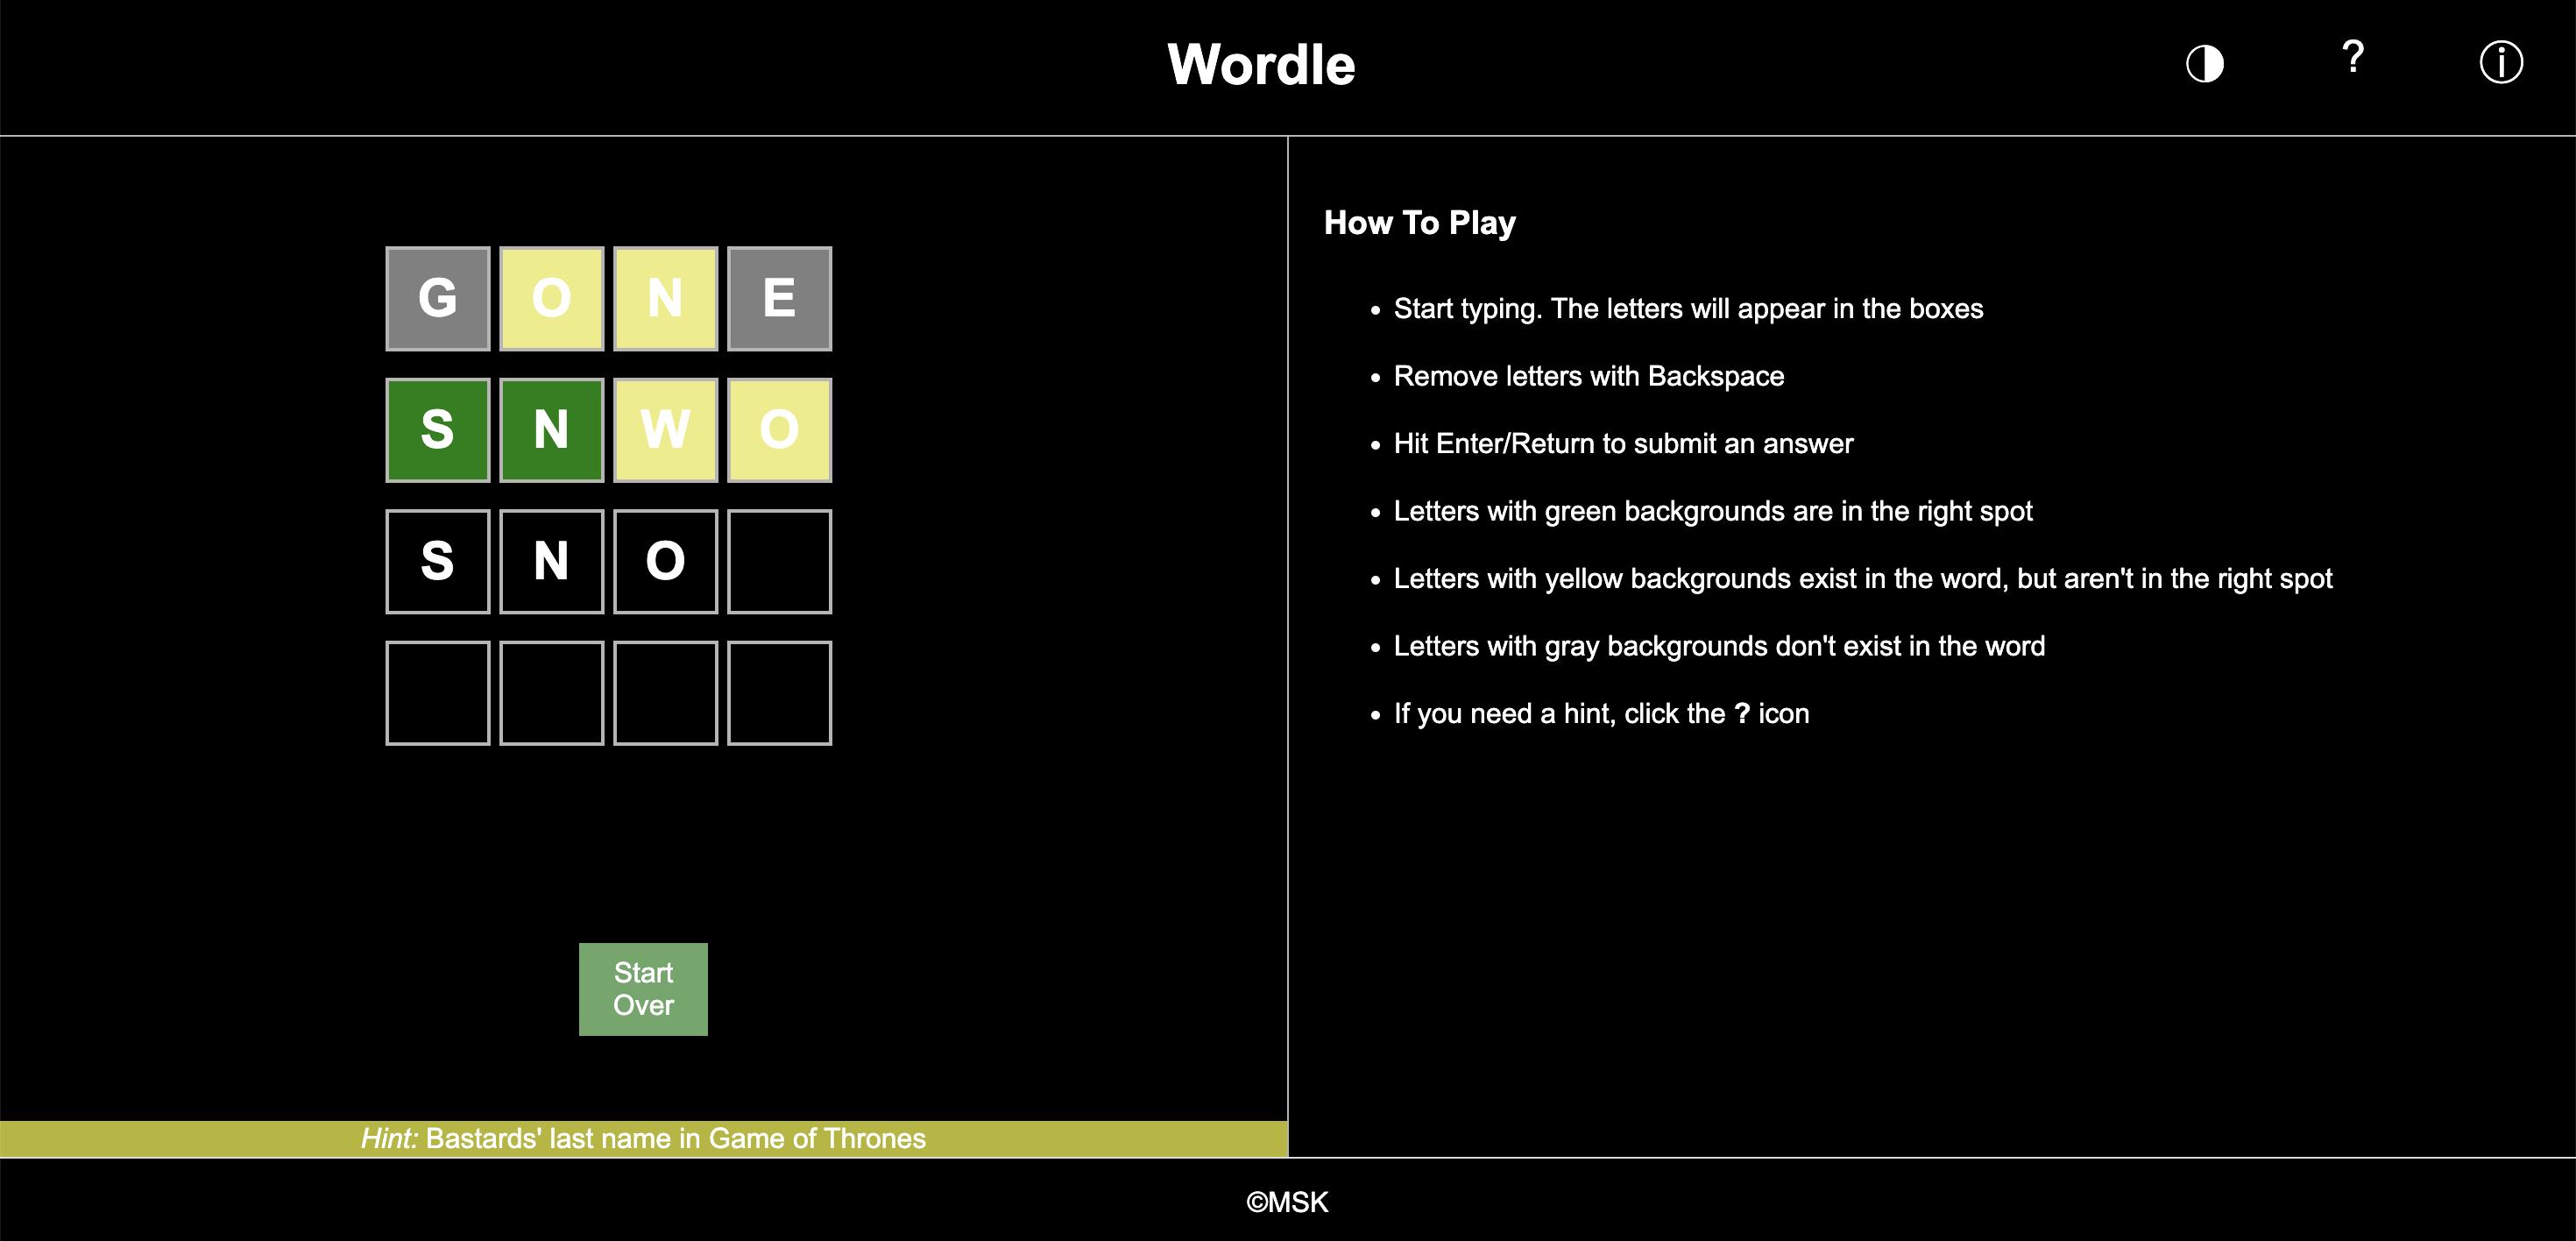 Wordle
?
ⓘ
G O N E
S N W O
S N O
Start
Over
Hint: Bastards' last name in Game of Thrones
How To Play
• Start typing. The letters will appear in the boxes
• Remove letters with Backspace
• Hit Enter/Return to submit an answer
• Letters with green backgrounds are in the right spot
• Letters with yellow backgrounds exist in the word, but aren't in the right spot
• Letters with gray backgrounds don't exist in the word
• If you need a hint, click the ? icon
©MSK